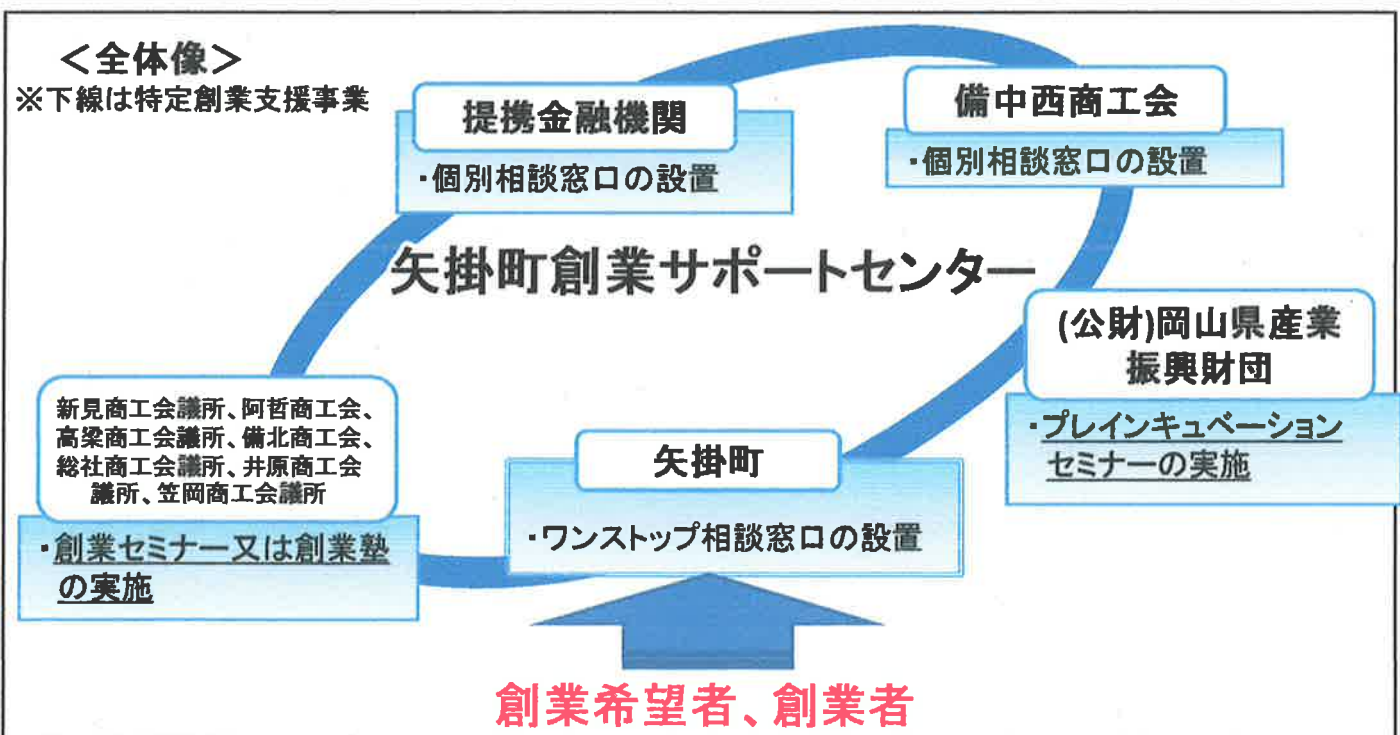 ＜全体像＞
※下線は特定創業支援事業
提携金融機関
・個別相談窓口の設置
備中西商工会
・個別相談窓口の設置
矢掛町創業サポートセンター
(公財)岡山県産業
振興財団
・プレインキュベーション
セミナーの実施
新見商工会議所、阿哲商工会、
高梁商工会議所、備北商工会、
総社商工会議所、井原商工会
議所、笠岡商工会議所
・創業セミナー又は創業塾
の実施
矢掛町
・ワンストップ相談窓口の設置
創業希望者、創業者